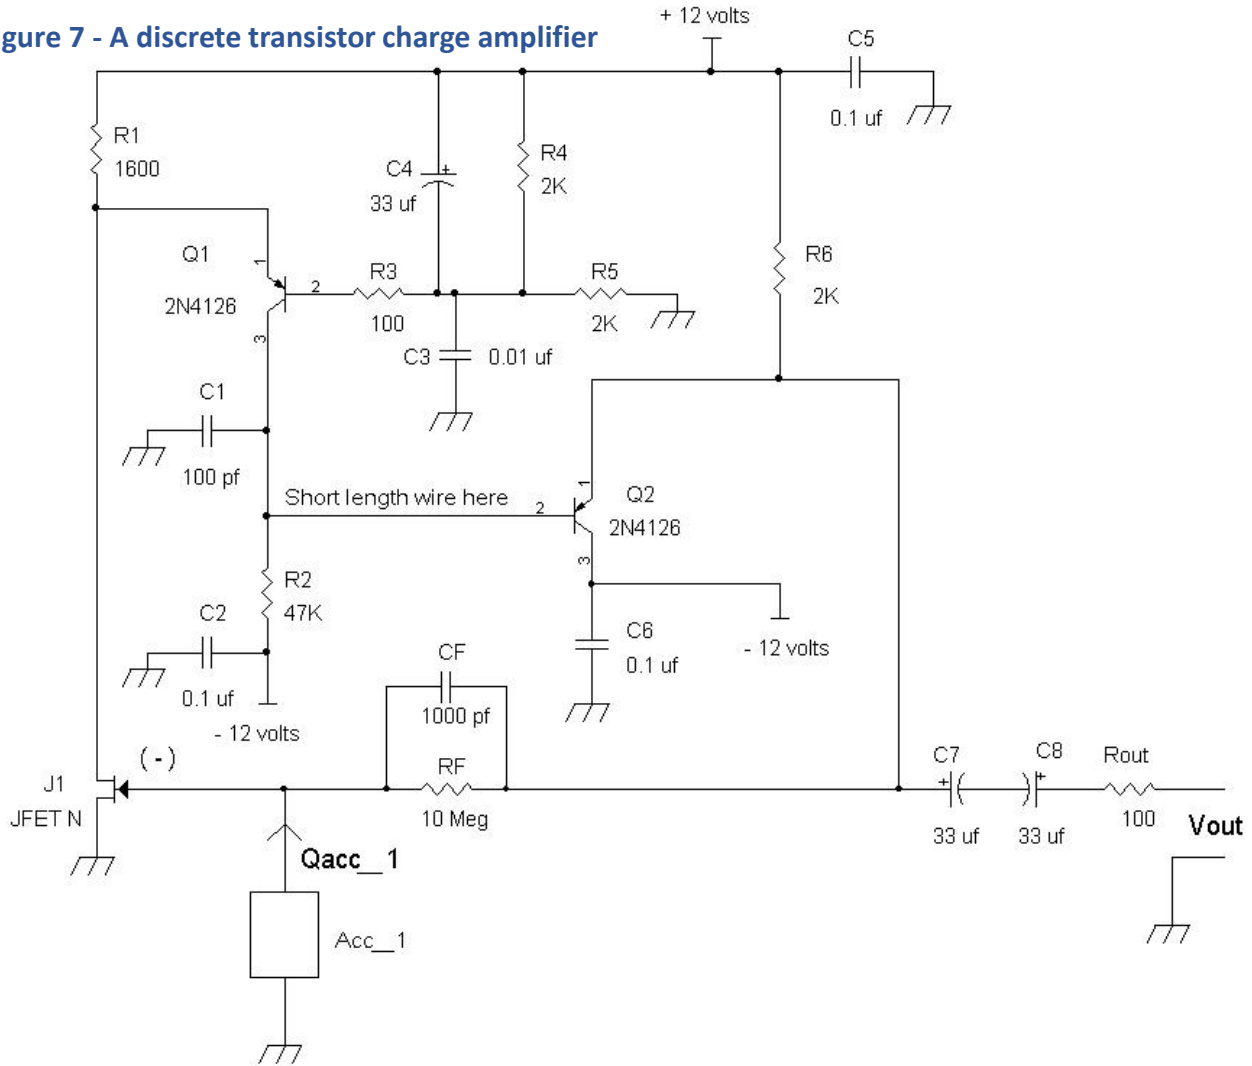 gure 7 - A discrete transistor charge amplifier
+ 12 volts
C5
0.1 uf
R1
1600
C4
+
33 uf
R4
2K
Q1
2N4126
1
2
3
R3
100
R5
2K
R6
2K
C3
0.01 uf
C1
100 pf
Short length wire here
2
1
3
Q2
2N4126
R2
47K
C2
0.1 uf
- 12 volts
C6
0.1 uf
- 12 volts
CF
1000 pf
RF
10 Meg
(-)
J1
JFET N
C7
+
33 uf
C8
+
33 uf
Rout
100
Vout
Qacc__1
Acc__1